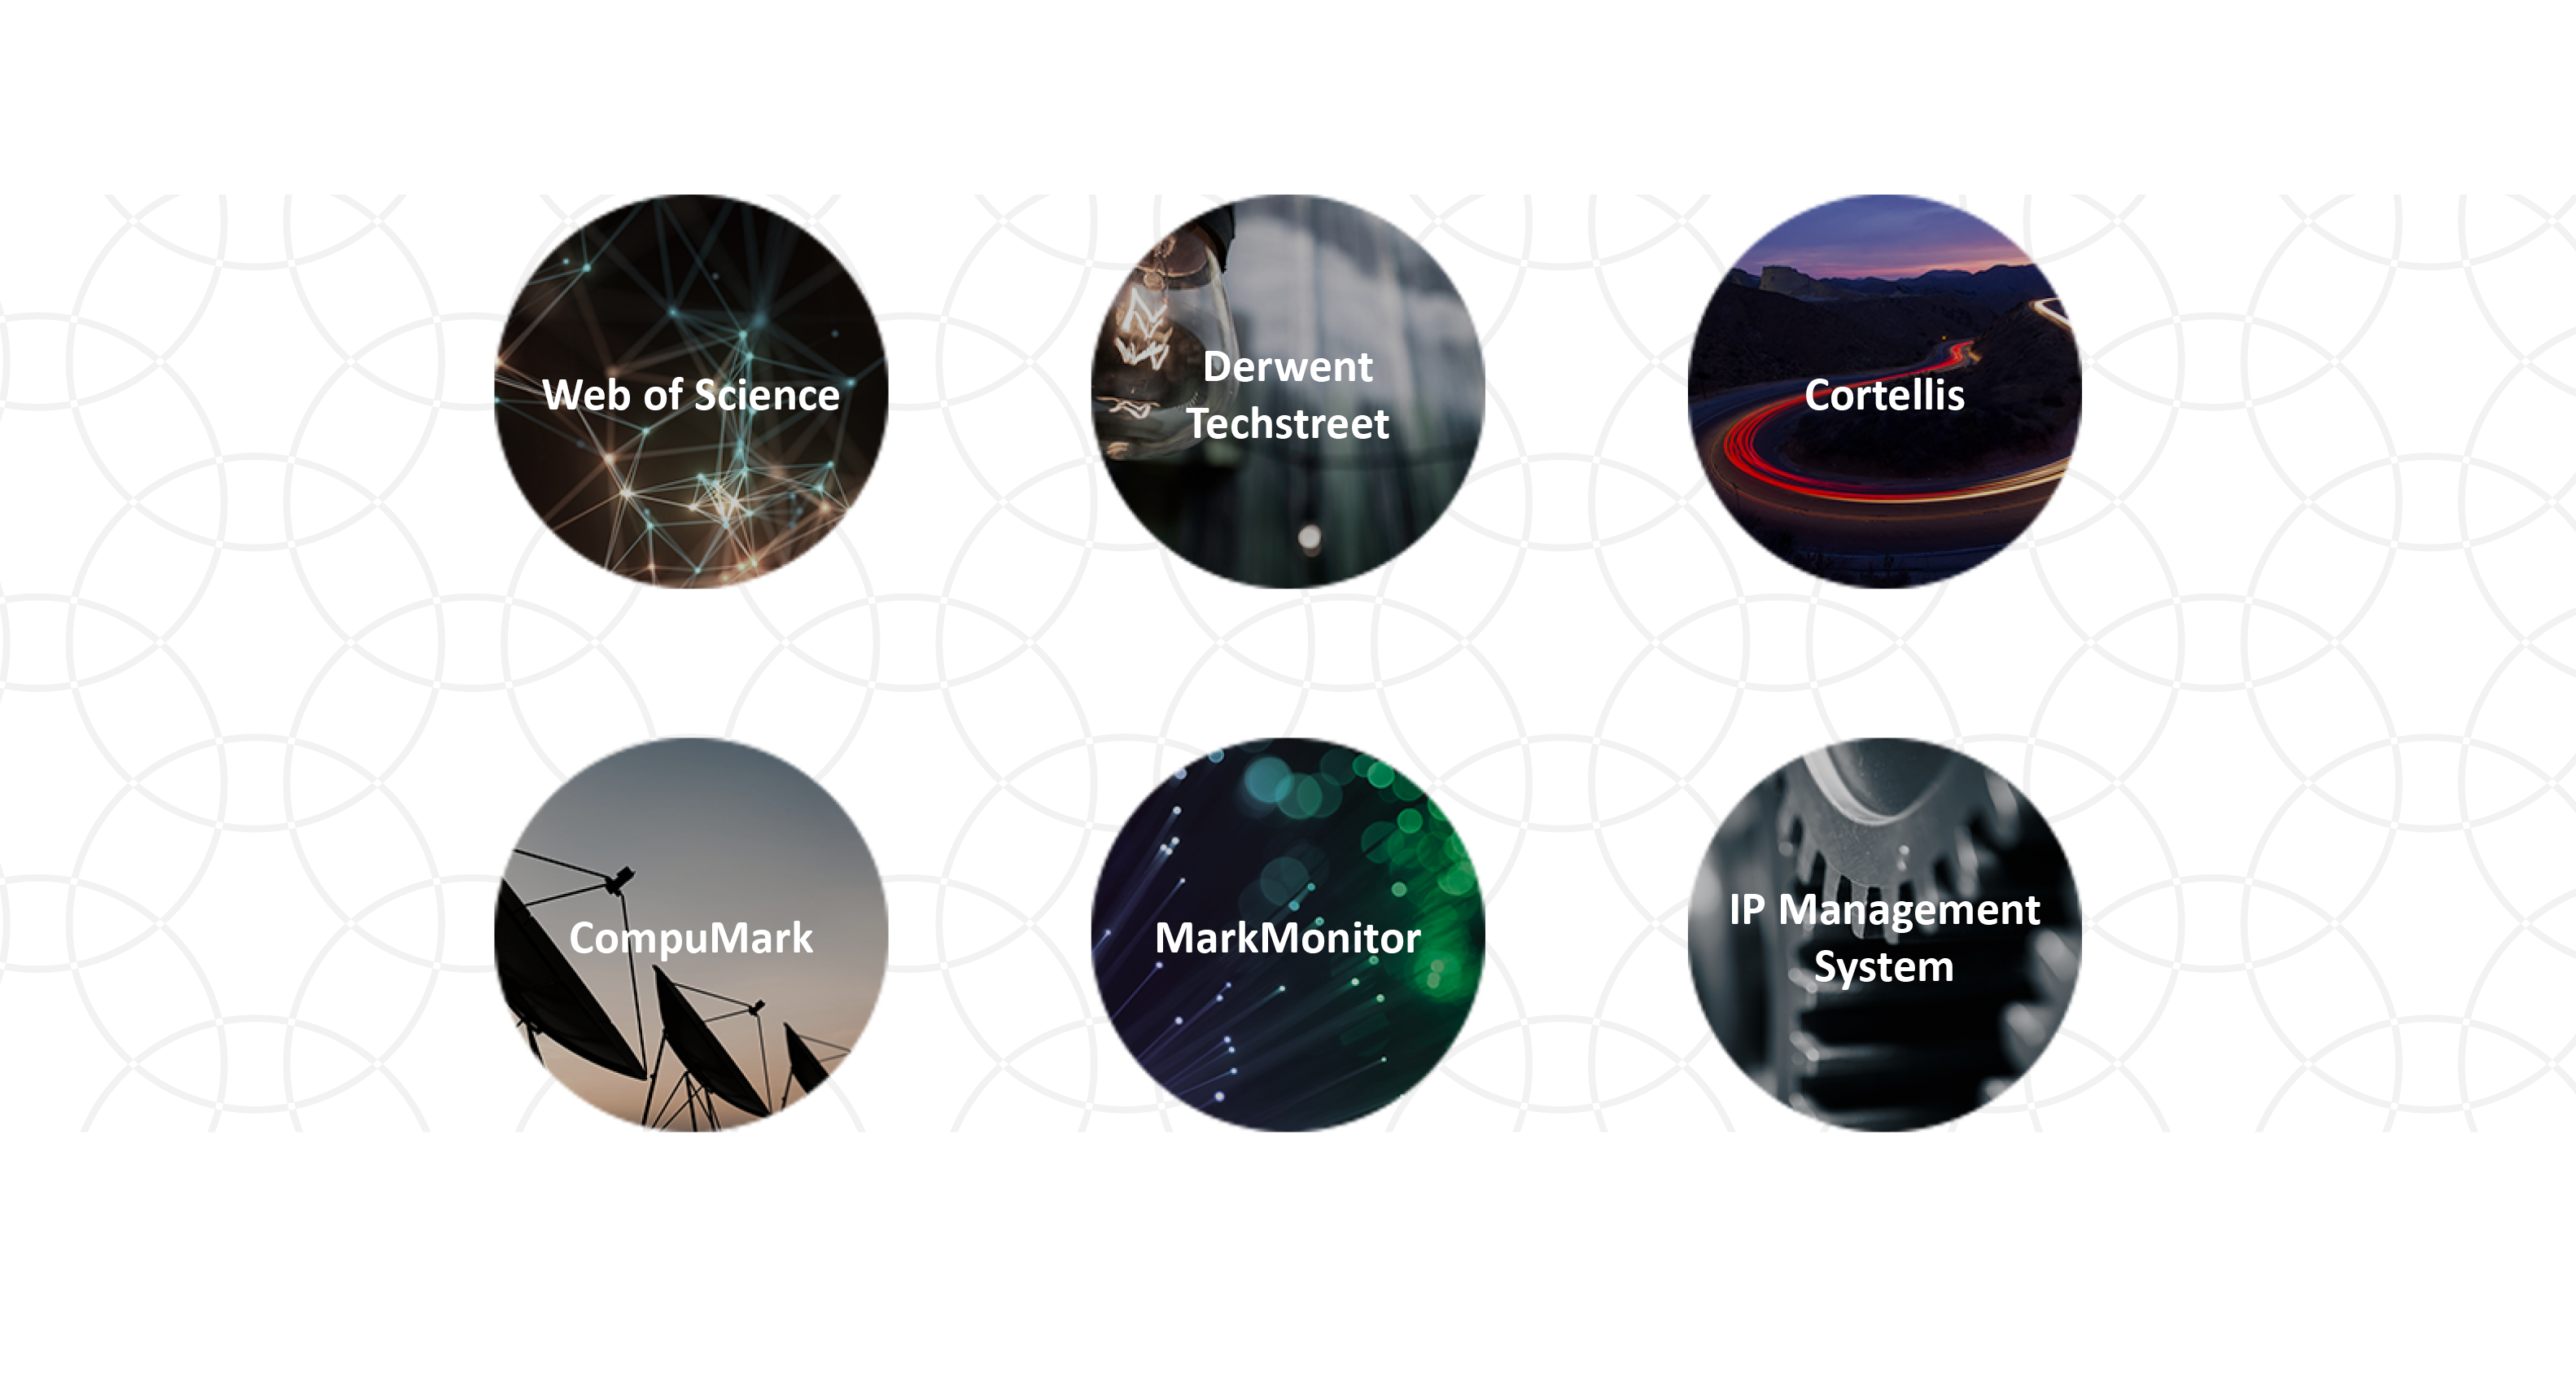 Web of Science
Derwent
Techstreet
Cortellis
CompuMark
MarkMonitor
IP Management
System